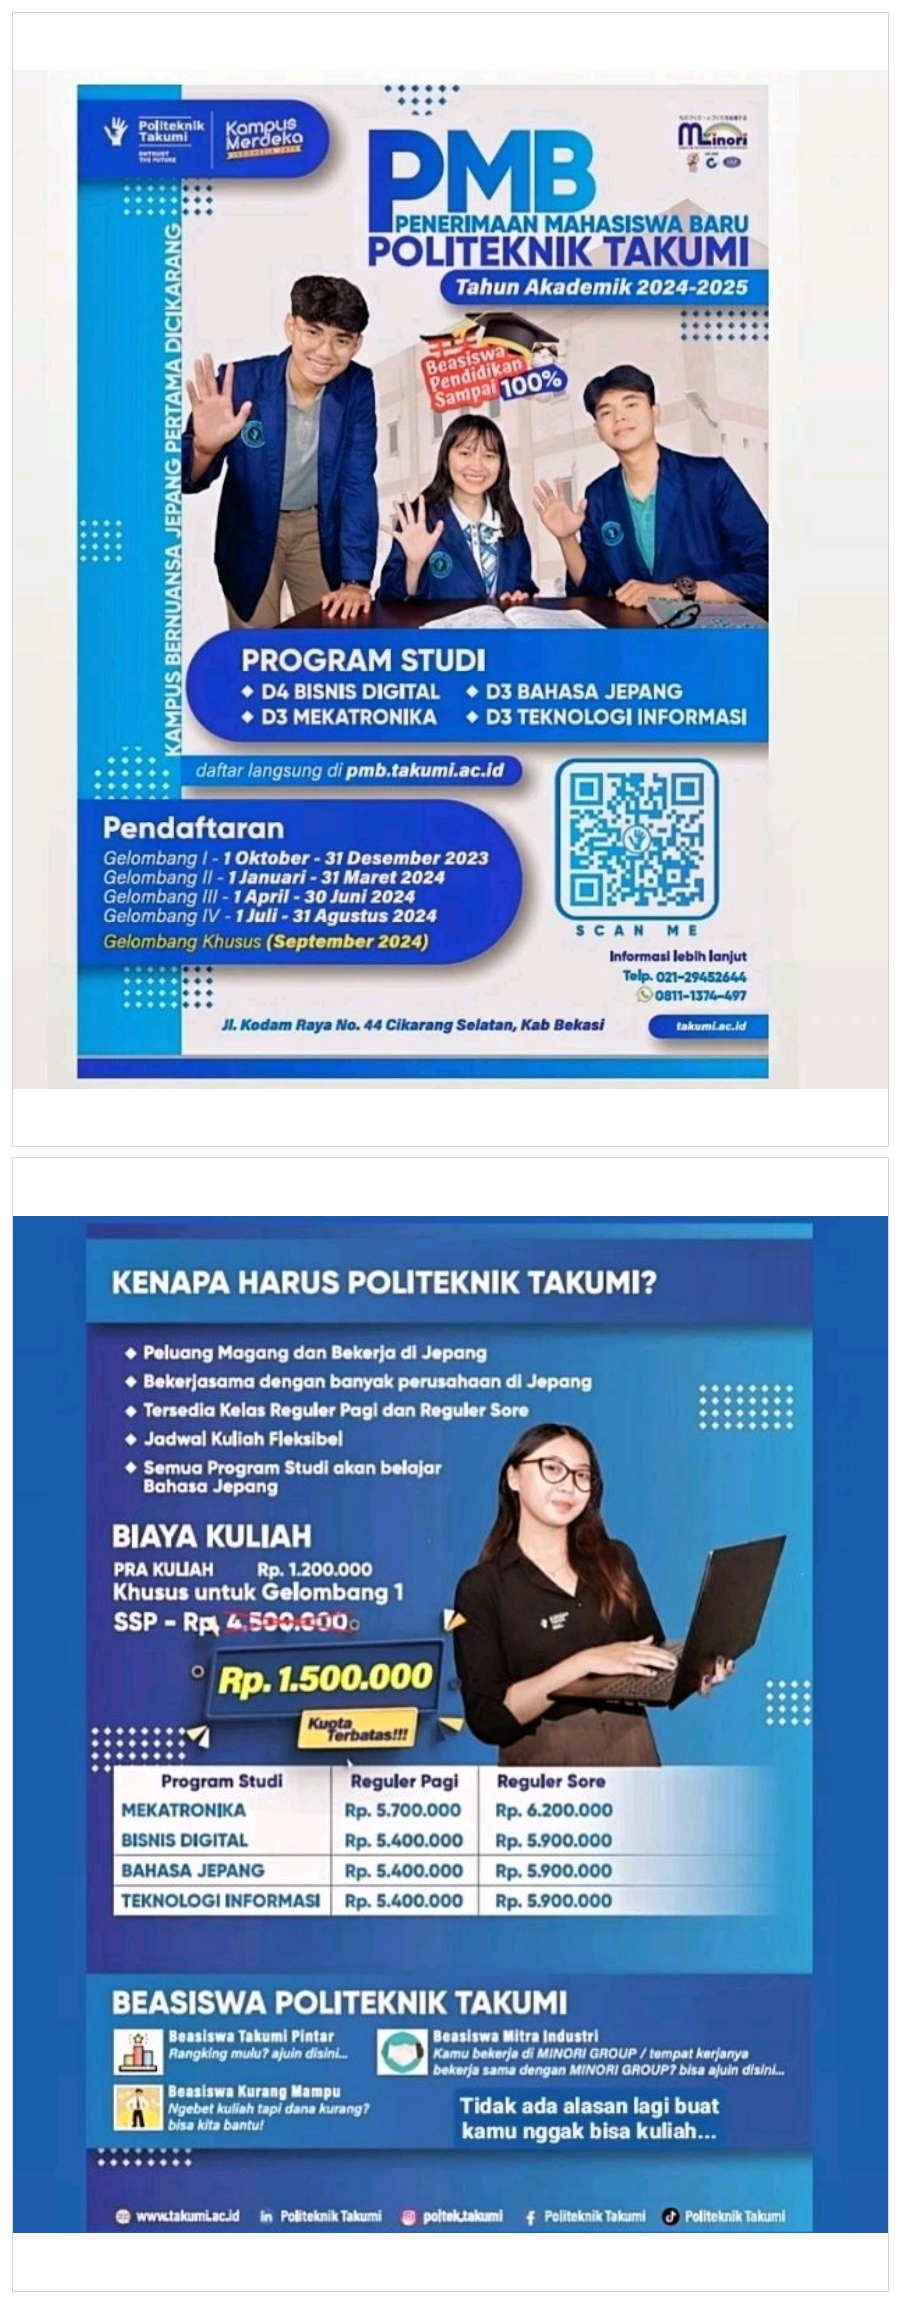 Politeknik
Takumi
ENTRUST
THE FUTURE
Kampus
Merdeka
INDONESIA JAYA
Minori
PMB
PENERIMAAN MAHASISWA BARU
POLITEKNIK TAKUMI
Tahun Akademik 2024-2025
KAMPUS BERNUANSA JEPANG PERTAMA DICIKARANG
Beasiswa
Pendidikan
Sampai 100%
PROGRAM STUDI
◆ D4 BISNIS DIGITAL ◆ D3 BAHASA JEPANG
◆ D3 MEKATRONIKA ◆ D3 TEKNOLOGI INFORMASI
daftar langsung di pmb.takumi.ac.id
Pendaftaran
Gelombang I - 1 Oktober - 31 Desember 2023
Gelombang II - 1 Januari - 31 Maret 2024
Gelombang III - 1 April - 30 Juni 2024
Gelombang IV - 1 Juli - 31 Agustus 2024
Gelombang Khusus (September 2024)
SCAN ME
Informasi lebih lanjut
Telp. 021-29452644
0811-1374-497
Jl. Kodam Raya No. 44 Cikarang Selatan, Kab Bekasi
takumi.ac.id
KENAPA HARUS POLITEKNIK TAKUMI?
◆ Peluang Magang dan Bekerja di Jepang
◆ Bekerjasama dengan banyak perusahaan di Jepang
◆ Tersedia Kelas Reguler Pagi dan Reguler Sore
◆ Jadwal Kuliah Fleksibel
◆ Semua Program Studi akan belajar
Bahasa Jepang
BIAYA KULIAH
PRA KULIAH Rp. 1.200.000
Khusus untuk Gelombang 1
SSP - Rp. 4.500.000
Rp. 1.500.000
Kuota
Terbatas!!!
Program Studi Reguler Pagi Reguler Sore
MEKATRONIKA Rp. 5.700.000 Rp. 6.200.000
BISNIS DIGITAL Rp. 5.400.000 Rp. 5.900.000
BAHASA JEPANG Rp. 5.400.000 Rp. 5.900.000
TEKNOLOGI INFORMASI Rp. 5.400.000 Rp. 5.900.000
BEASISWA POLITEKNIK TAKUMI
Beasiswa Takumi Pintar
Rangking mulu? ajuin disini...
Beasiswa Mitra Industri
Kamu bekerja di MINORI GROUP / tempat kerjanya
bekerja sama dengan MINORI GROUP? bisa ajuin disini...
Beasiswa Kurang Mampu
Ngebet kuliah tapi dana kurang?
bisa kita bantu!
Tidak ada alasan lagi buat
kamu nggak bisa kuliah...
www.takumi.ac.id Politeknik Takumi poltek.takumi Politeknik Takumi Politeknik Takumi